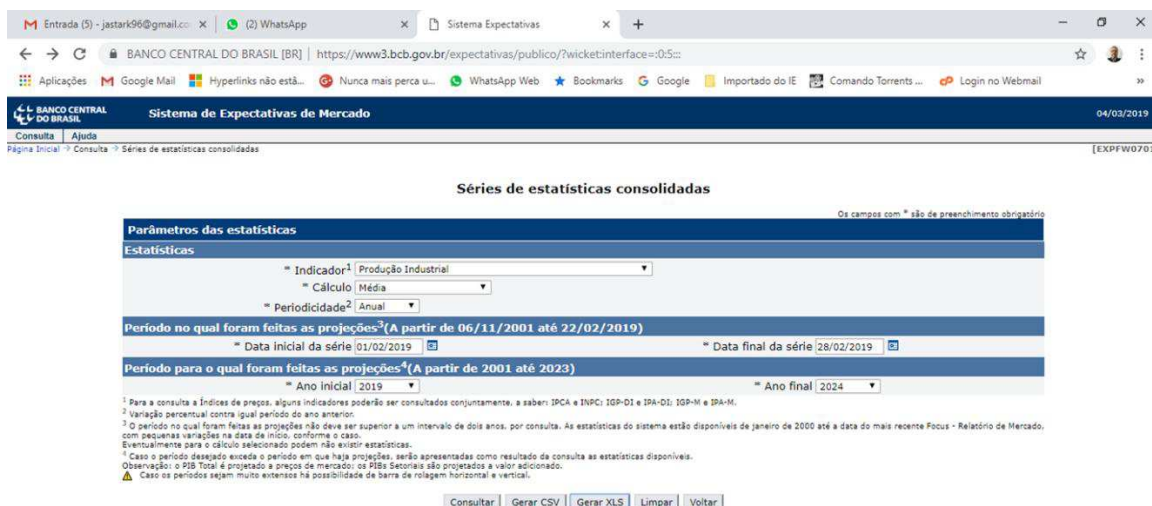 Entrada (5) - jastark96@gmail.co
(2) WhatsApp
Sistema Expectativas
BANCO CENTRAL DO BRASIL [BR] | https://www3.bcb.gov.br/expectativas/publico/?wicket:interface=:0:5:::
Aplicações Google Mail Hyperlinks não estã... Nunca mais perca u... WhatsApp Web Bookmarks Google Importado do IE Comando Torrents ... Login no Webmail »
BANCO CENTRAL DO BRASIL Sistema de Expectativas de Mercado 04/03/2019
Consulta Ajuda
Página Inicial → Consulta → Séries de estatísticas consolidadas [EXPFW0701
Séries de estatísticas consolidadas
Os campos com * são de preenchimento obrigatório
Parâmetros das estatísticas
Estatísticas
* Indicador1 Produção Industrial
* Cálculo Média
* Periodicidade2 Anual
Período no qual foram feitas as projeções3(A partir de 06/11/2001 até 22/02/2019)
* Data inicial da série 01/02/2019 * Data final da série 28/02/2019
Período para o qual foram feitas as projeções4(A partir de 2001 até 2023)
* Ano inicial 2019 * Ano final 2024
1 Para a consulta a Índices de preços, alguns indicadores poderão ser consultados conjuntamente, a saber: IPCA e INPC; IGP-DI e IPA-DI; IGP-M e IPA-M.
2 Variação percentual contra igual período do ano anterior.
3 O período no qual foram feitas as projeções não deve ser superior a um intervalo de dois anos, por consulta. As estatísticas do sistema estão disponíveis de janeiro de 2000 até a data do mais recente Focus - Relatório de Mercado,
com pequenas variações na data de início, conforme o caso.
Eventualmente para o cálculo selecionado podem não existir estatísticas.
4 Caso o período desejado exceda o período em que haja projeções, serão apresentadas como resultado da consulta as estatísticas disponíveis.
Observação: o PIB Total é projetado a preços de mercado; os PIBs Setoriais são projetados a valor adicionado.
Caso os períodos sejam muito extensos há possibilidade de barra de rolagem horizontal e vertical.
Consultar Gerar CSV Gerar XLS Limpar Voltar